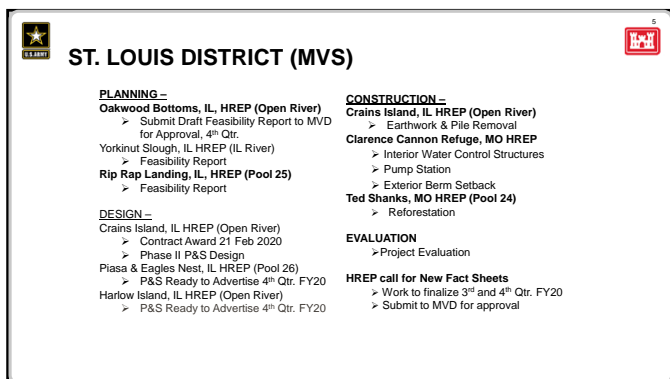 5
U.S. ARMY
ST. LOUIS DISTRICT (MVS)
PLANNING –
Oakwood Bottoms, IL, HREP (Open River)
➢ Submit Draft Feasibility Report to MVD
for Approval, 4th Qtr.
Yorkinut Slough, IL HREP (IL River)
➢ Feasibility Report
Rip Rap Landing, IL, HREP (Pool 25)
➢ Feasibility Report
DESIGN –
Crains Island, IL HREP (Open River)
➢ Contract Award 21 Feb 2020
➢ Phase II P&S Design
Piasa & Eagles Nest, IL HREP (Pool 26)
➢ P&S Ready to Advertise 4th Qtr. FY20
Harlow Island, IL HREP (Open River)
➢ P&S Ready to Advertise 4th Qtr. FY20
CONSTRUCTION –
Crains Island, IL HREP (Open River)
➢ Earthwork & Pile Removal
Clarence Cannon Refuge, MO HREP
➢ Interior Water Control Structures
➢ Pump Station
➢ Exterior Berm Setback
Ted Shanks, MO HREP (Pool 24)
➢ Reforestation
EVALUATION
➢Project Evaluation
HREP call for New Fact Sheets
➢ Work to finalize 3rd and 4th Qtr. FY20
➢ Submit to MVD for approval